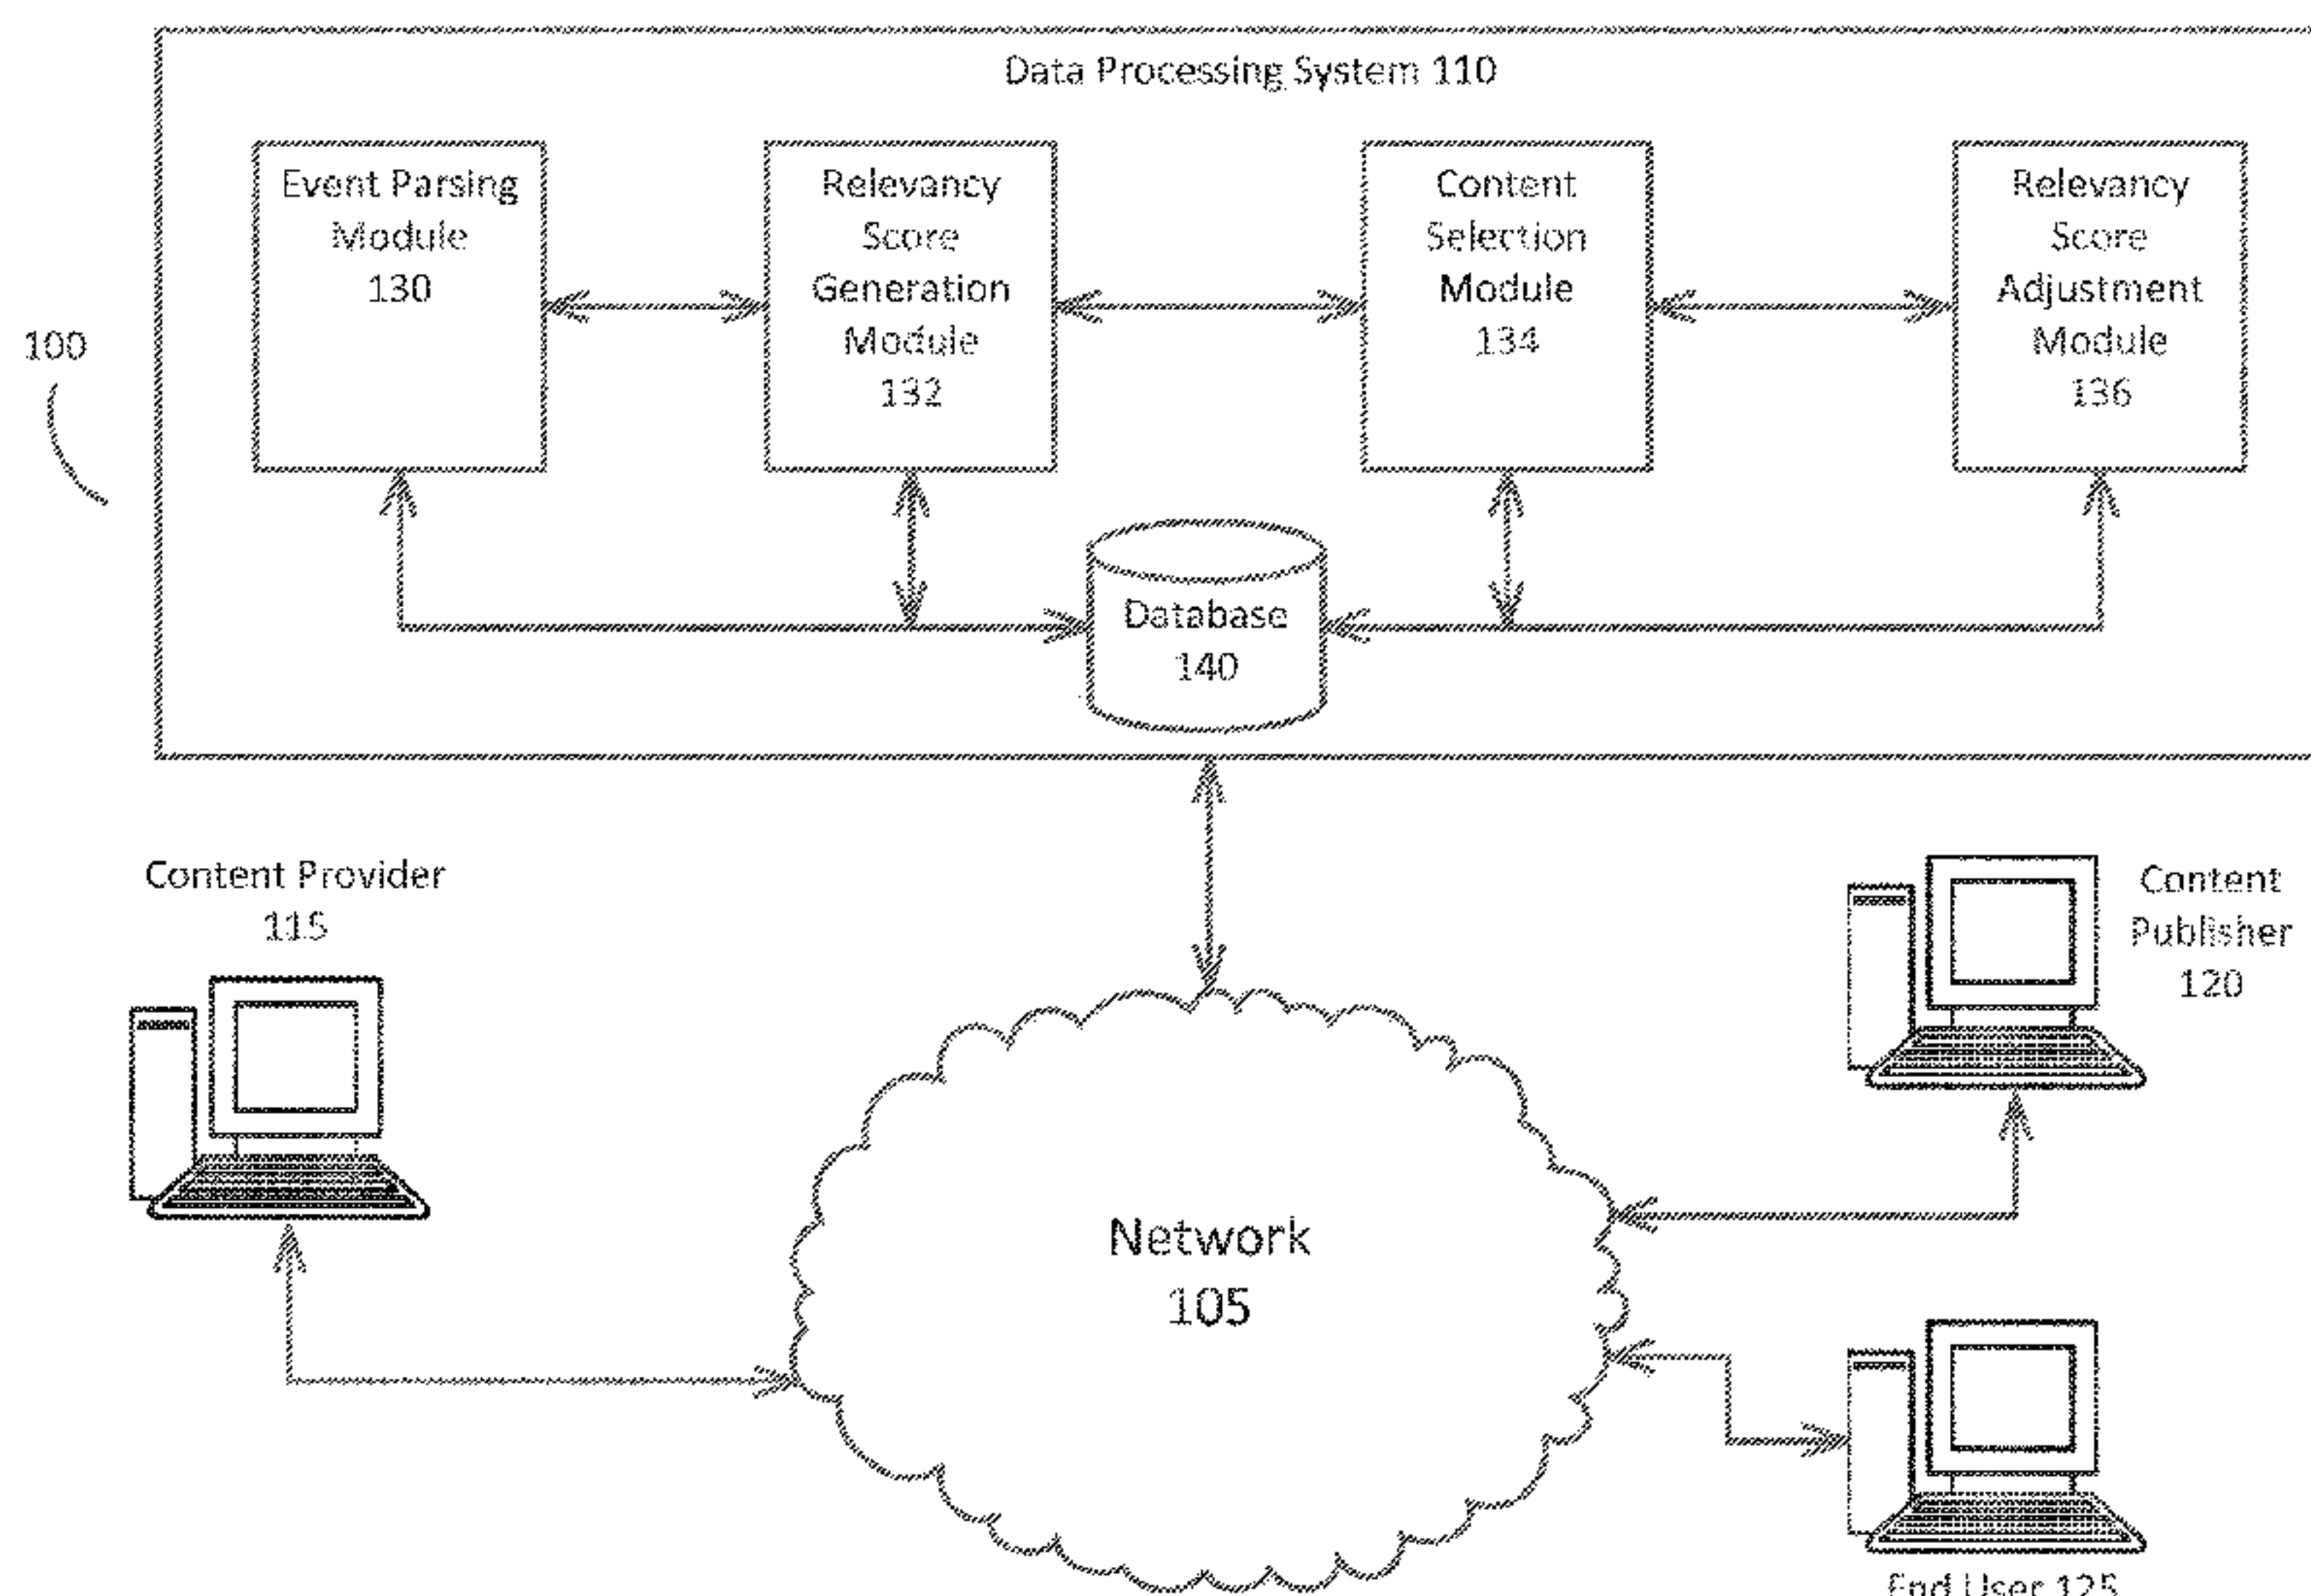 Data Processing System 110
Event Parsing
Module
130
Relevancy
Score
Generation
Module
132
Content
Selection
Module
134
Relevancy
Score
Adjustment
Module
136
100
Database
140
Content Provider
115
Content
Publisher
120
Network
105
End User 125